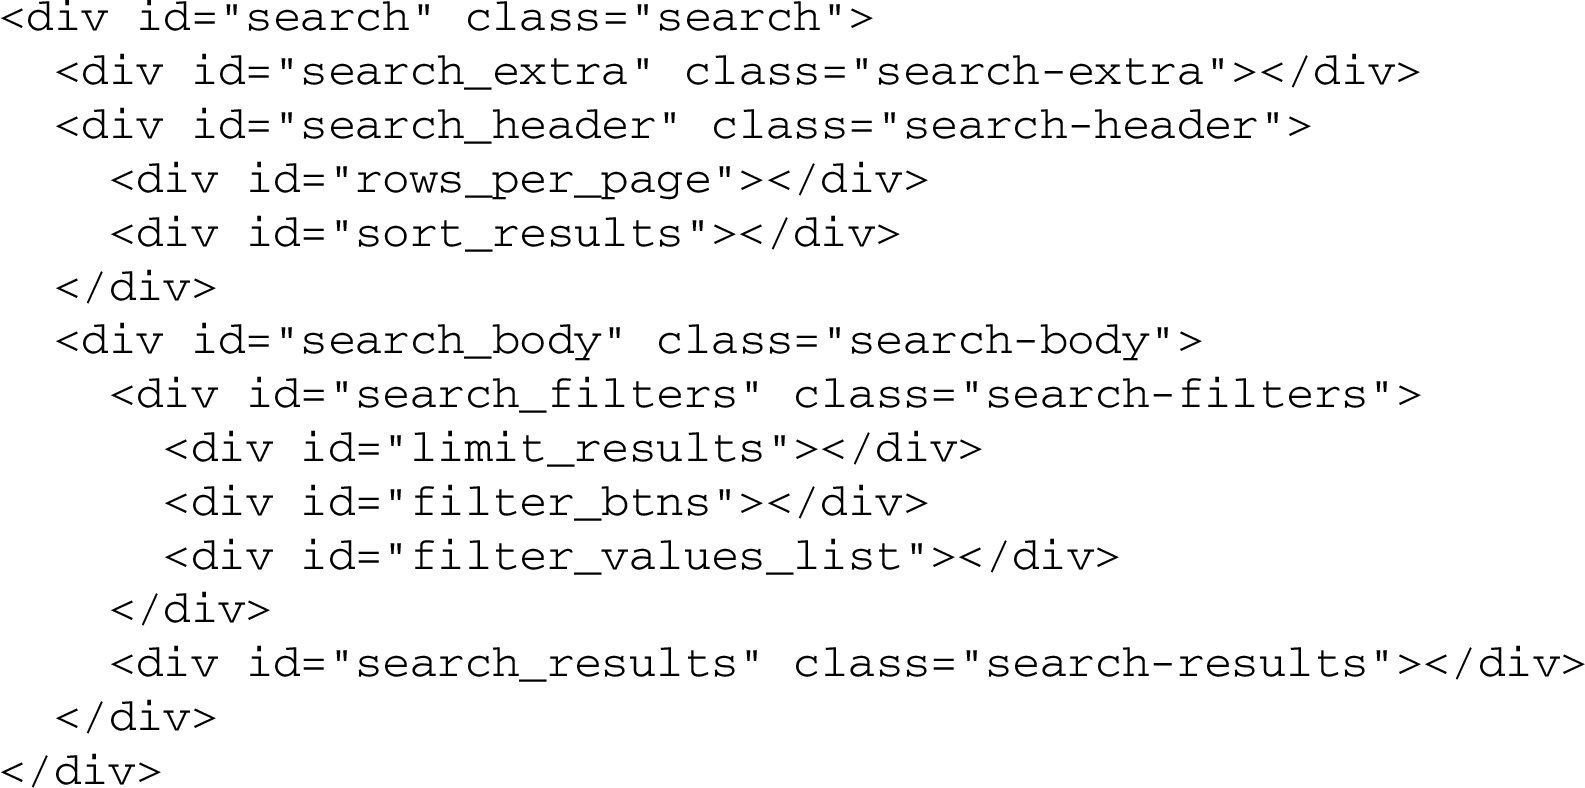 <div id="search" class="search">
  <div id="search_extra" class="search-extra"></div>
  <div id="search_header" class="search-header">
    <div id="rows_per_page"></div>
    <div id="sort_results"></div>
  </div>
  <div id="search_body" class="search-body">
    <div id="search_filters" class="search-filters">
      <div id="limit_results"></div>
      <div id="filter_btns"></div>
      <div id="filter_values_list"></div>
    </div>
    <div id="search_results" class="search-results"></div>
  </div>
</div>